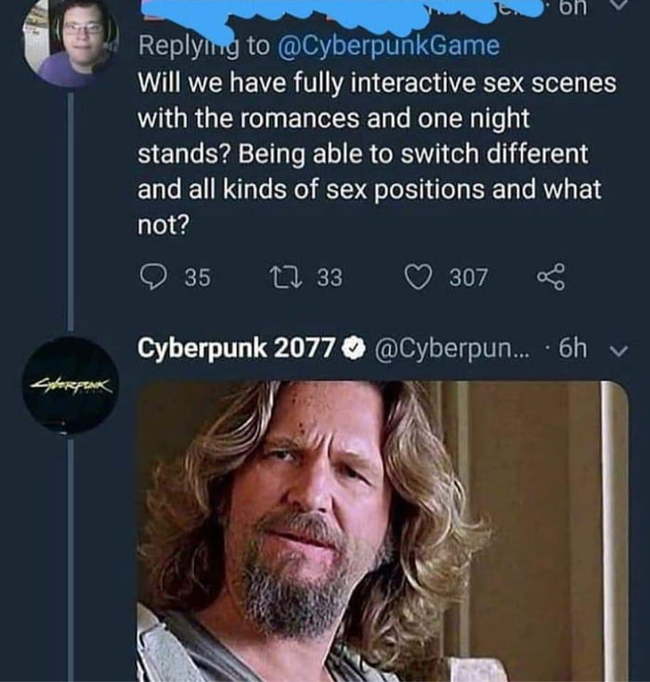 6h
Replying to @CyberpunkGame
Will we have fully interactive sex scenes
with the romances and one night
stands? Being able to switch different
and all kinds of sex positions and what
not?
35 33 307
Cyberpunk 2077 @Cyberpun... · 6h
Cyberpunk